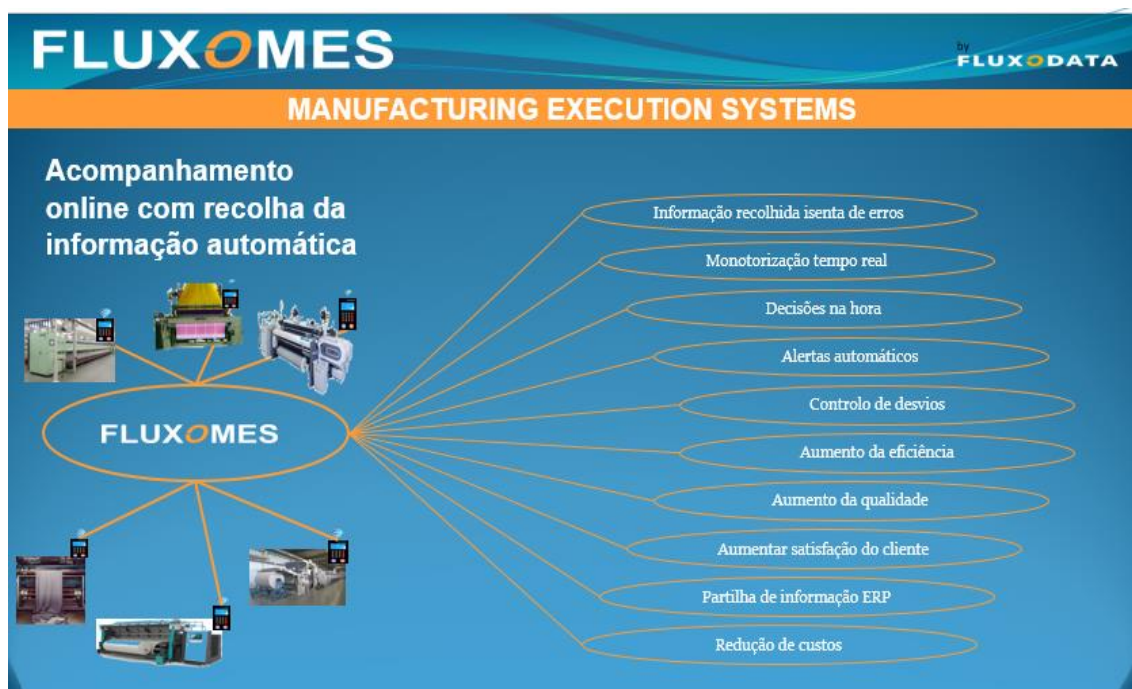 FLUXOMES
by
FLUXODATA
MANUFACTURING EXECUTION SYSTEMS
Acompanhamento
online com recolha da
informação automática
FLUXOMES
Informação recolhida isenta de erros
Monotorização tempo real
Decisões na hora
Alertas automáticos
Controlo de desvios
Aumento da eficiência
Aumento da qualidade
Aumentar satisfação do cliente
Partilha de informação ERP
Redução de custos